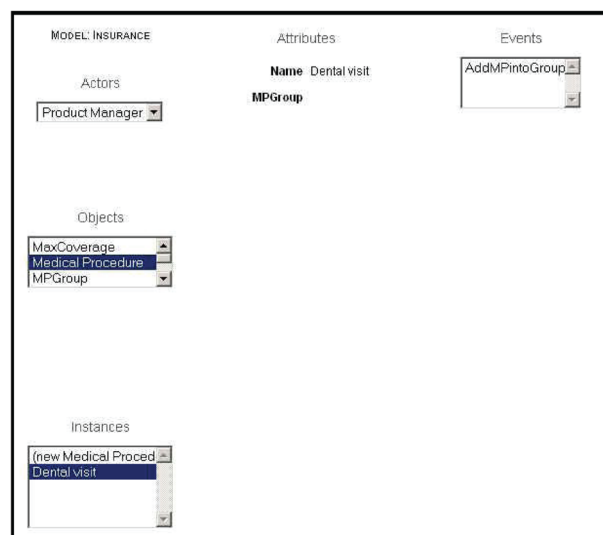 MODEL: INSURANCE
Actors
Product Manager
Objects
MaxCoverage
Medical Procedure
MPGroup
Instances
(new Medical Proced
Dental visit
Attributes
Name Dental visit
MPGroup
Events
AddMPintoGroup